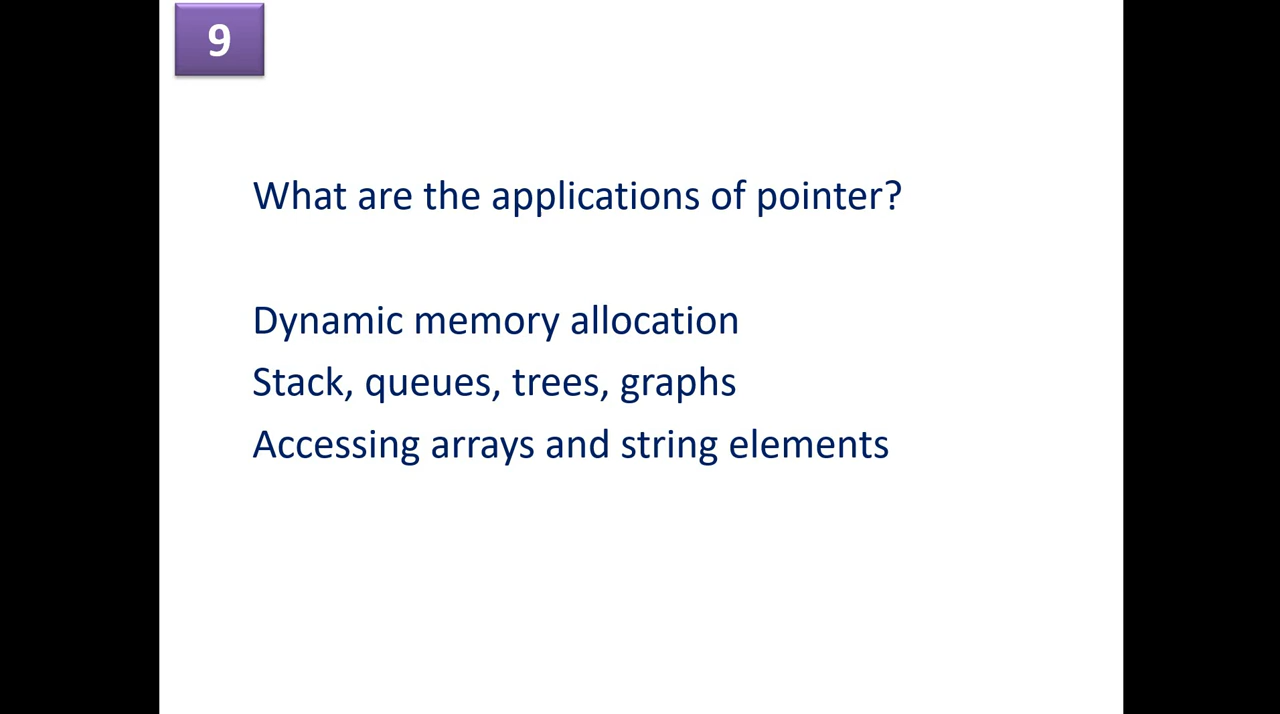 9
What are the applications of pointer?
Dynamic memory allocation
Stack, queues, trees, graphs
Accessing arrays and string elements